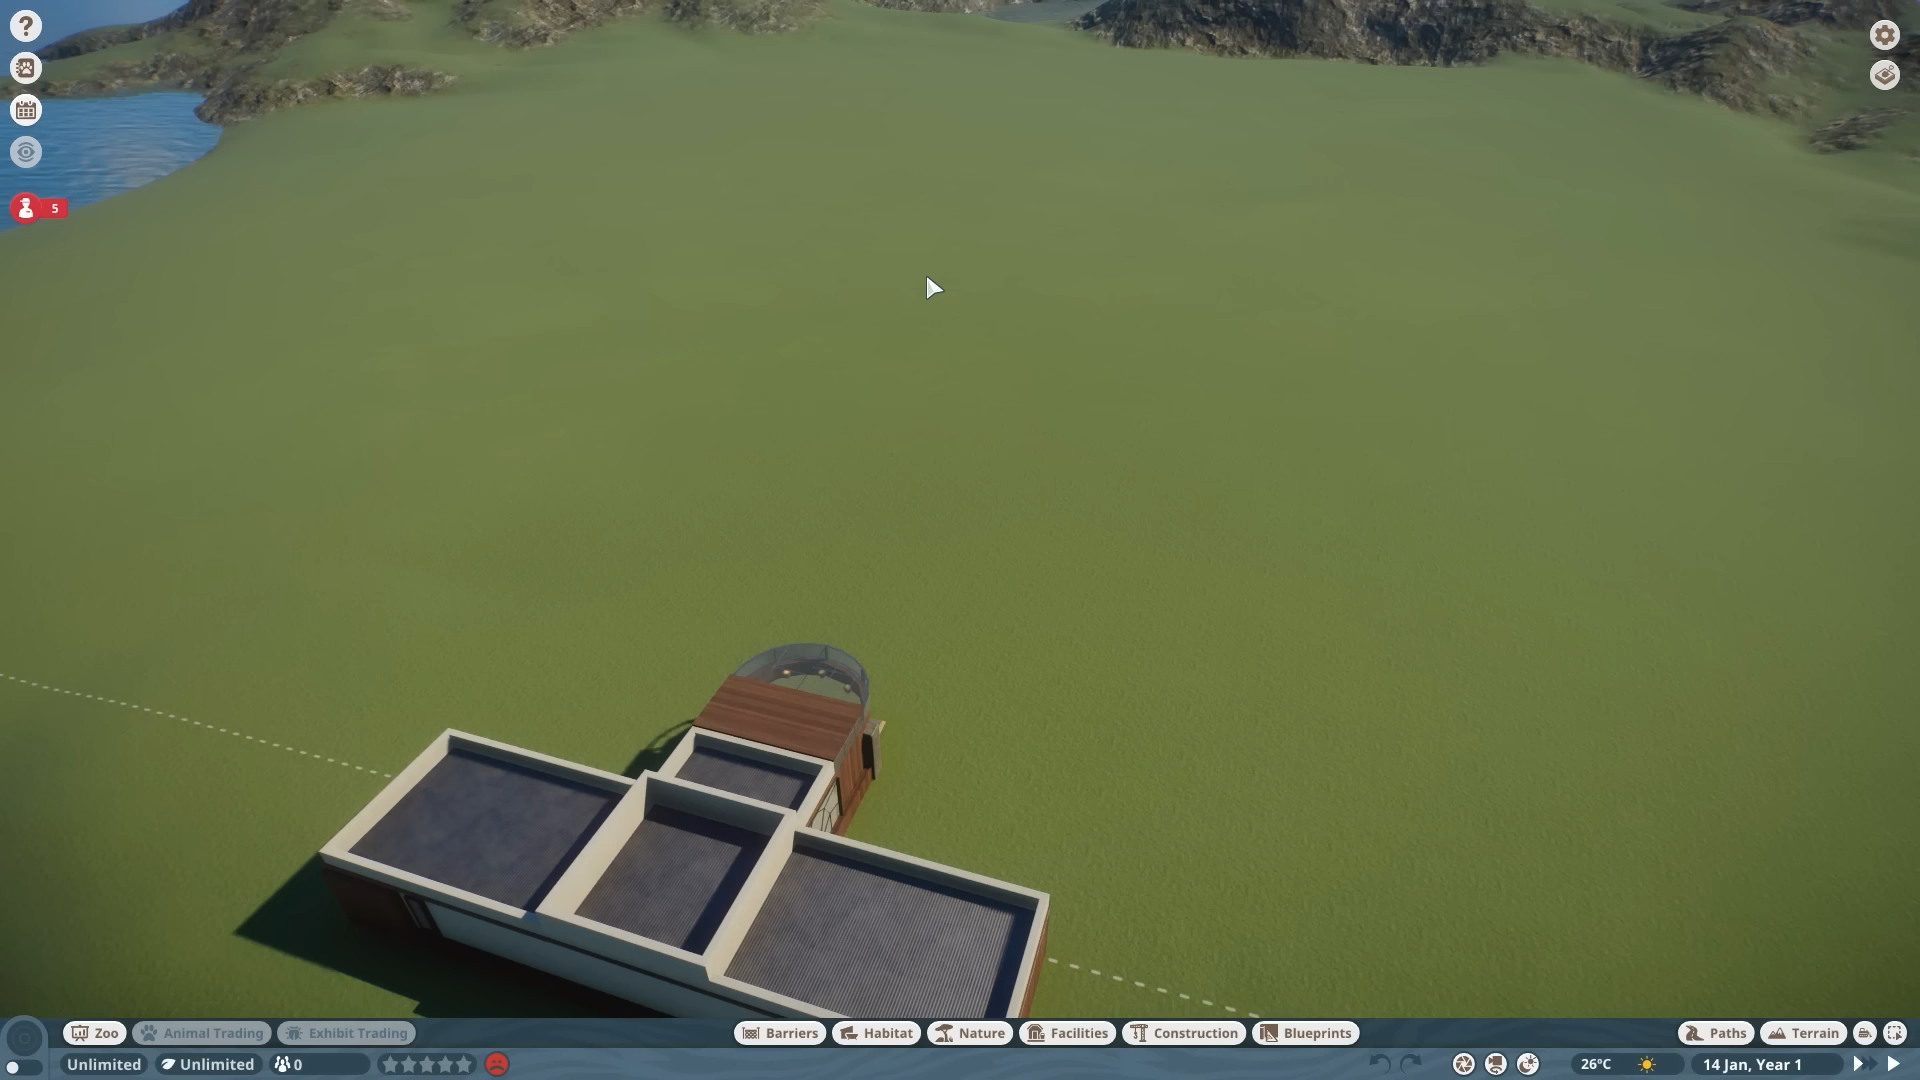 ?
5
Zoo Animal Trading Exhibit Trading Barriers Habitat Nature Facilities Construction Blueprints Paths Terrain
Unlimited Unlimited 0 26°C 14 Jan, Year 1